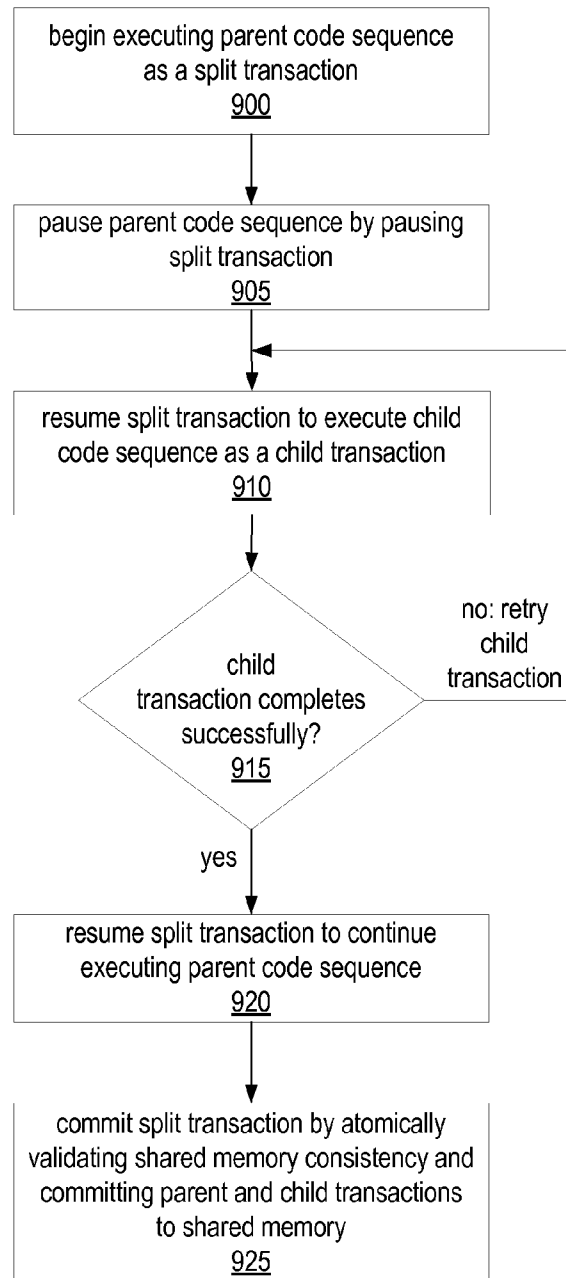 begin executing parent code sequence
as a split transaction
900
pause parent code sequence by pausing
split transaction
905
resume split transaction to execute child
code sequence as a child transaction
910
no: retry
child
transaction
child
transaction completes
successfully?
915
yes
resume split transaction to continue
executing parent code sequence
920
commit split transaction by atomically
validating shared memory consistency and
committing parent and child transactions
to shared memory
925